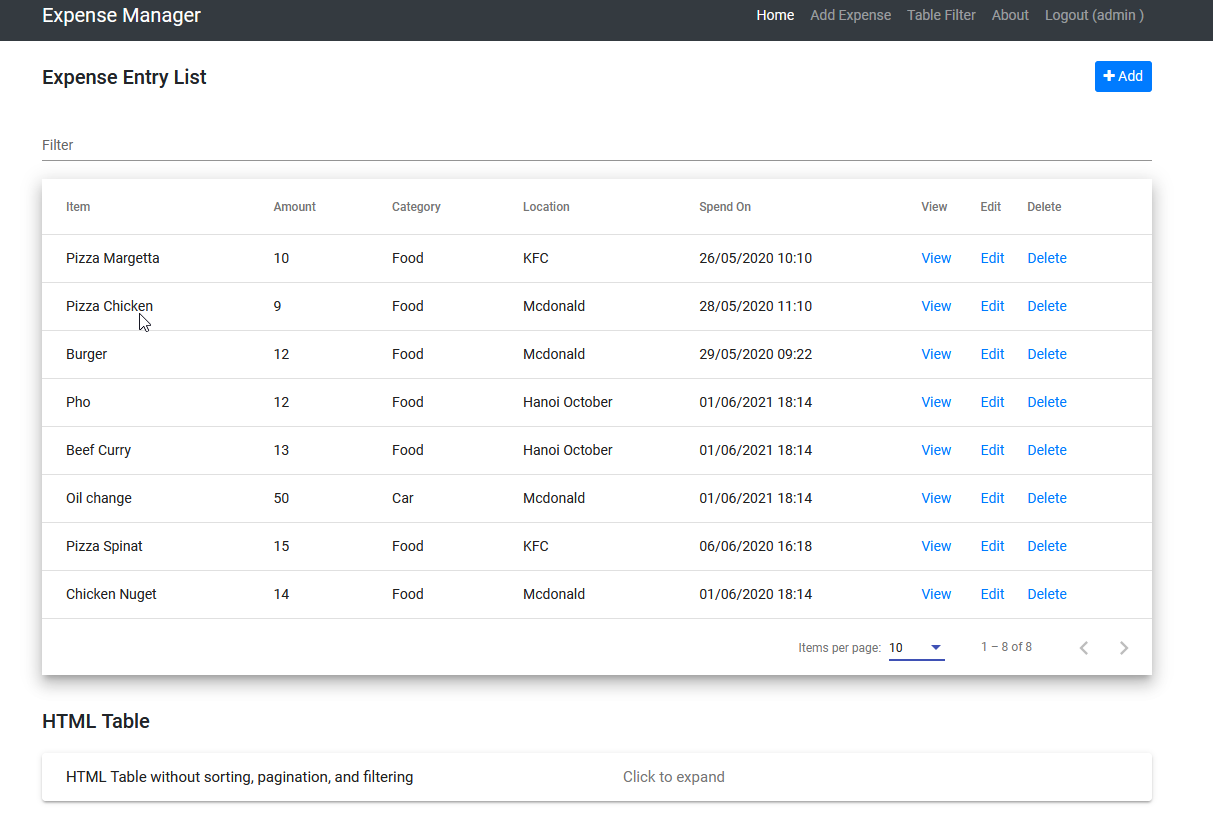 Expense Manager Home Add Expense Table Filter About Logout (admin )
Expense Entry List + Add
Filter
Item Amount Category Location Spend On View Edit Delete
Pizza Margetta 10 Food KFC 26/05/2020 10:10 View Edit Delete
Pizza Chicken 9 Food Mcdonald 28/05/2020 11:10 View Edit Delete
Burger 12 Food Mcdonald 29/05/2020 09:22 View Edit Delete
Pho 12 Food Hanoi October 01/06/2021 18:14 View Edit Delete
Beef Curry 13 Food Hanoi October 01/06/2021 18:14 View Edit Delete
Oil change 50 Car Mcdonald 01/06/2021 18:14 View Edit Delete
Pizza Spinat 15 Food KFC 06/06/2020 16:18 View Edit Delete
Chicken Nuget 14 Food Mcdonald 01/06/2020 18:14 View Edit Delete
Items per page: 10 1 – 8 of 8
HTML Table
HTML Table without sorting, pagination, and filtering Click to expand